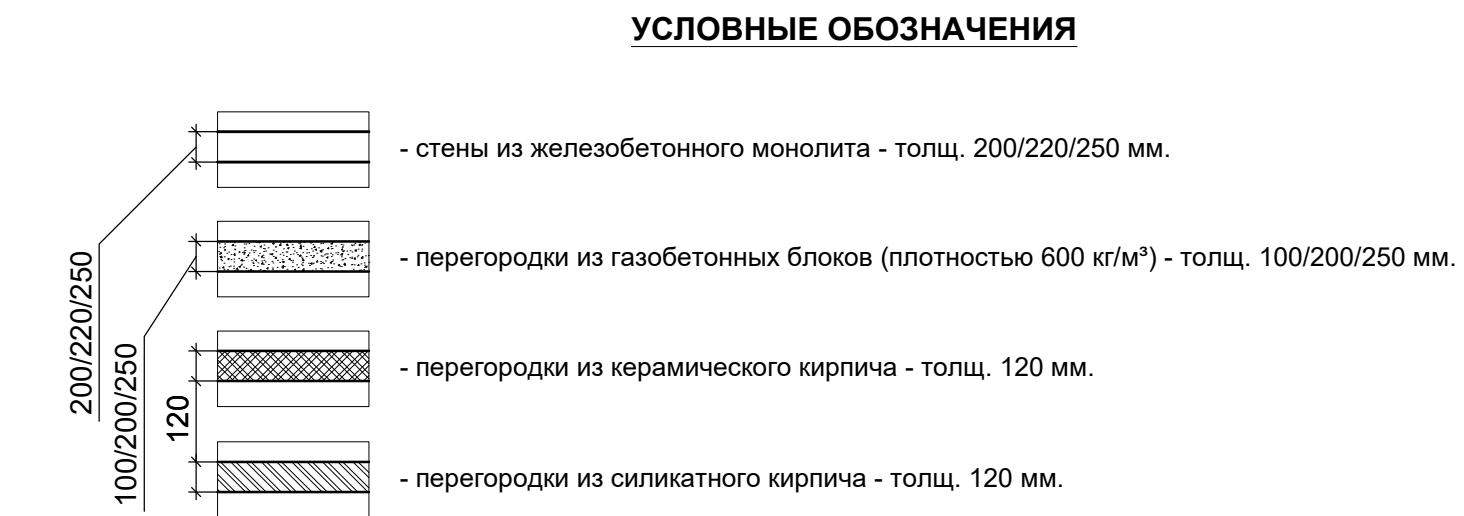 УСЛОВНЫЕ ОБОЗНАЧЕНИЯ
- стены из железобетонного монолита - толщ. 200/220/250 мм.
200/220/250
- перегородки из газобетонных блоков (плотностью 600 кг/м³) - толщ. 100/200/250 мм.
100/200/250
- перегородки из керамического кирпича - толщ. 120 мм.
120
- перегородки из силикатного кирпича - толщ. 120 мм.